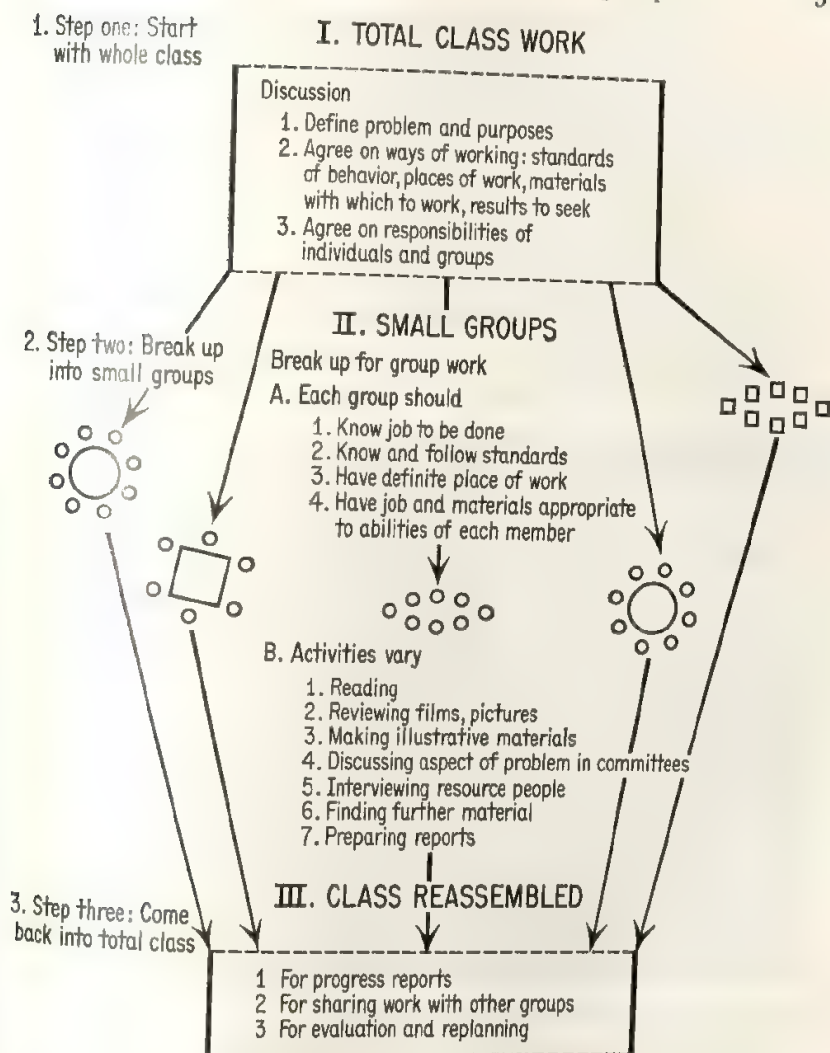 1. Step one: Start
with whole class
I. TOTAL CLASS WORK
Discussion
1. Define problem and purposes
2. Agree on ways of working: standards
of behavior, places of work, materials
with which to work, results to seek
3. Agree on responsibilities of
individuals and groups
2. Step two: Break up
into small groups
II. SMALL GROUPS
Break up for group work
A. Each group should
1. Know job to be done
2. Know and follow standards
3. Have definite place of work
4. Have job and materials appropriate
to abilities of each member
B. Activities vary
1. Reading
2. Reviewing films, pictures
3. Making illustrative materials
4. Discussing aspect of problem in committees
5. Interviewing resource people
6. Finding further material
7. Preparing reports
3. Step three: Come
back into total class
III. CLASS REASSEMBLED
1 For progress reports
2 For sharing work with other groups
3 For evaluation and replanning